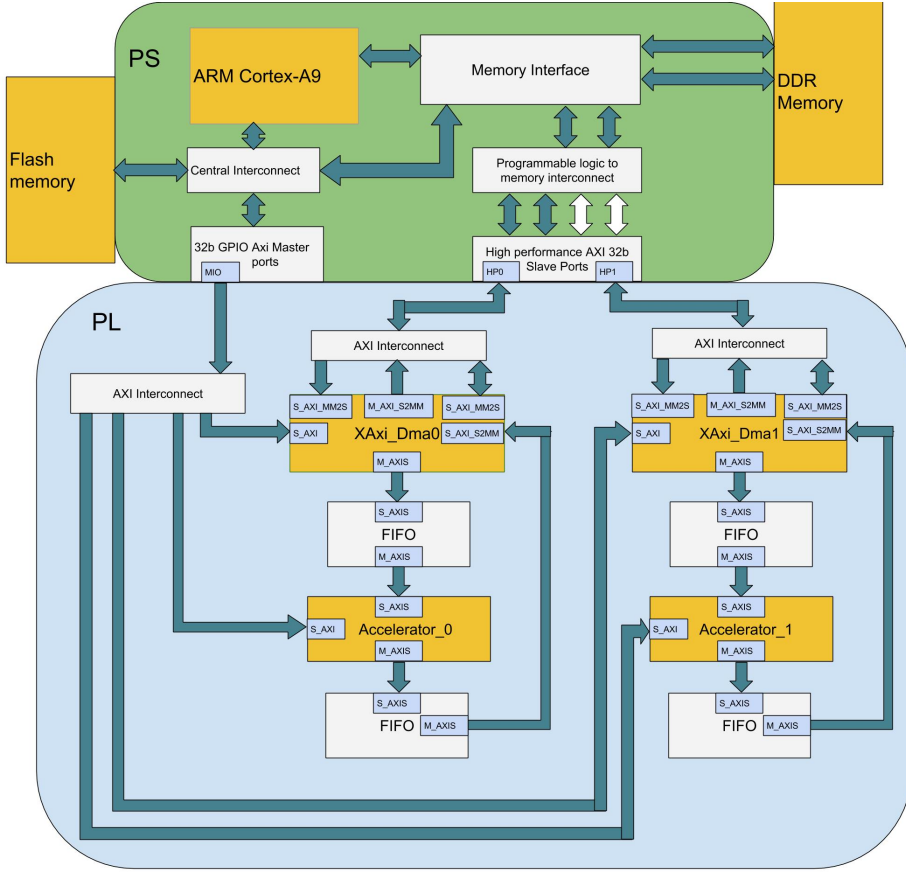 PS
ARM Cortex-A9
Memory Interface
DDR
Memory
Flash
memory
Central Interconnect
Programmable logic to
memory interconnect
32b GPIO Axi Master
ports
MIO
High performance AXI 32b
Slave Ports
HP0
HP1
PL
AXI Interconnect
AXI Interconnect
AXI Interconnect
S_AXI_MM2S
M_AXI_S2MM
S_AXI_MM2S
S_AXI
XAxi_Dma0
S_AXI_S2MM
M_AXIS
S_AXIS
FIFO
M_AXIS
S_AXIS
S_AXI
Accelerator_0
M_AXIS
S_AXIS
FIFO
M_AXIS
S_AXI_MM2S
M_AXI_S2MM
S_AXI_MM2S
S_AXI
XAxi_Dma1
S_AXI_S2MM
M_AXIS
S_AXIS
FIFO
M_AXIS
S_AXIS
S_AXI
Accelerator_1
M_AXIS
S_AXIS
FIFO
M_AXIS